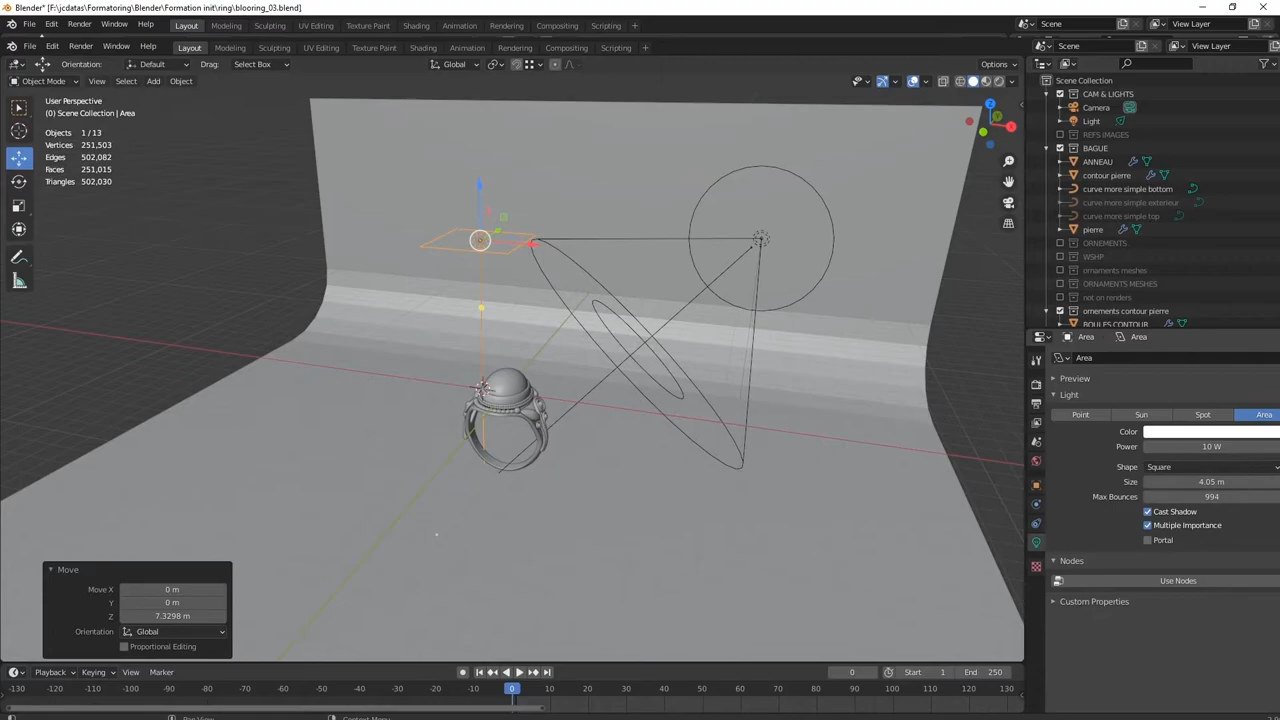 Blender* [F:\jcdatas\Formatoring\Blender\Formation init\ring\blooring_03.blend]
File Edit Render Window Help Layout Modeling Sculpting UV Editing Texture Paint Shading Animation Rendering Compositing Scripting + Scene View Layer
File Edit Render Window Help Layout Modeling Sculpting UV Editing Texture Paint Shading Animation Rendering Compositing Scripting + Scene View Layer
Orientation: Default Drag: Select Box Global Options
Object Mode View Select Add Object
User Perspective
(0) Scene Collection | Area
Objects 1 / 13
Vertices 251,503
Edges 502,082
Faces 251,015
Triangles 502,030
Z
X
Scene Collection
CAM & LIGHTS
Camera
Light
REFS IMAGES
BAGUE
ANNEAU
contour pierre
curve more simple bottom
curve more simple exterieur
curve more simple top
pierre
ORNEMENTS
WSHP
ornaments meshes
ORNAMENTS MESHES
not on renders
ornements contour pierre
BOULES CONTOUR
Area Area
Area
Preview
Light
Point Sun Spot Area
Color
Power 10 W
Shape Square
Size 4.05 m
Max Bounces 994
Cast Shadow
Multiple Importance
Portal
Nodes
Use Nodes
Custom Properties
Move
Move X 0 m
Y 0 m
Z 7.3298 m
Orientation Global
Proportional Editing
Playback Keying View Marker 0 Start 1 End 250
-130 -120 -110 -100 -90 -80 -70 -60 -50 -40 -30 -20 -10 0 10 20 30 40 50 60 70 80 90 100 110 120 130